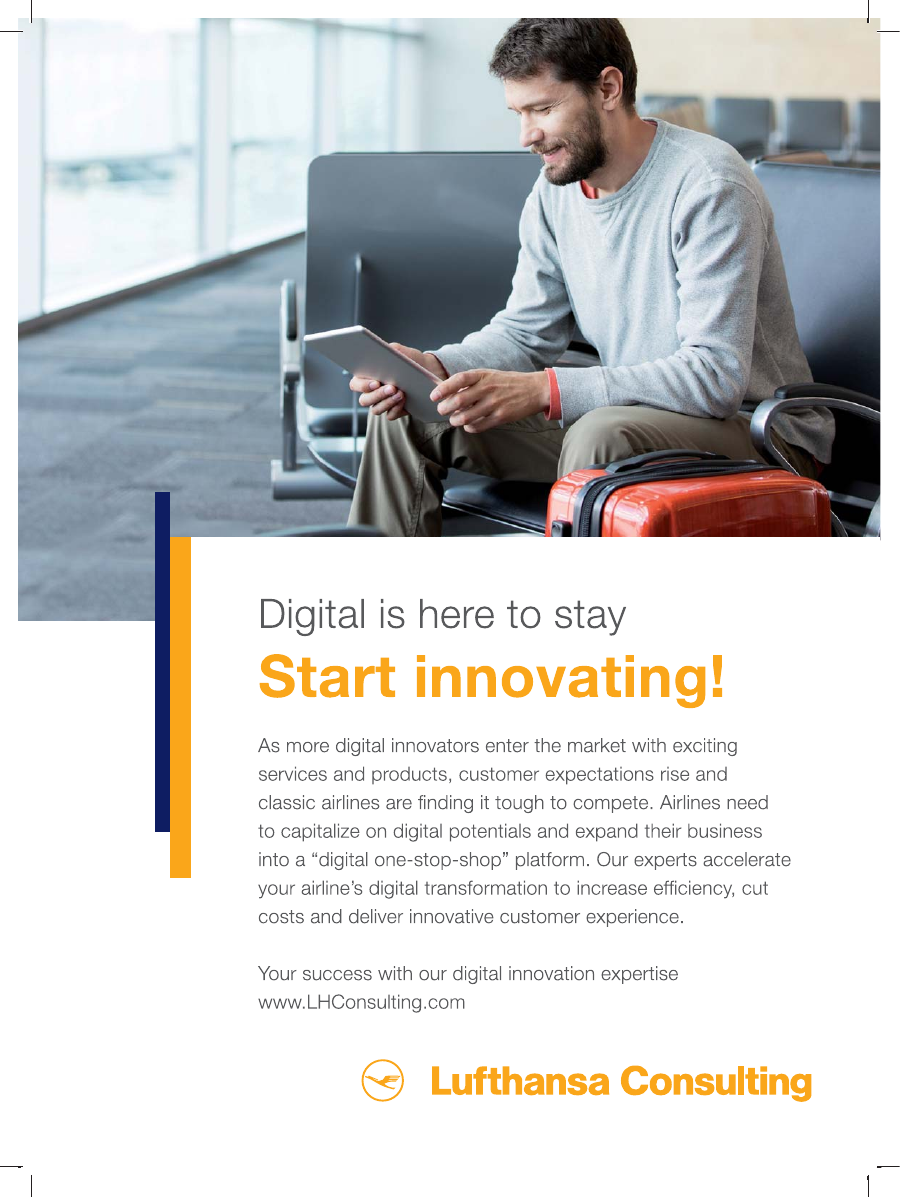 Digital is here to stay
Start innovating!
As more digital innovators enter the market with exciting
services and products, customer expectations rise and
classic airlines are finding it tough to compete. Airlines need
to capitalize on digital potentials and expand their business
into a “digital one-stop-shop” platform. Our experts accelerate
your airline’s digital transformation to increase efficiency, cut
costs and deliver innovative customer experience.
Your success with our digital innovation expertise
www.LHConsulting.com
Lufthansa Consulting